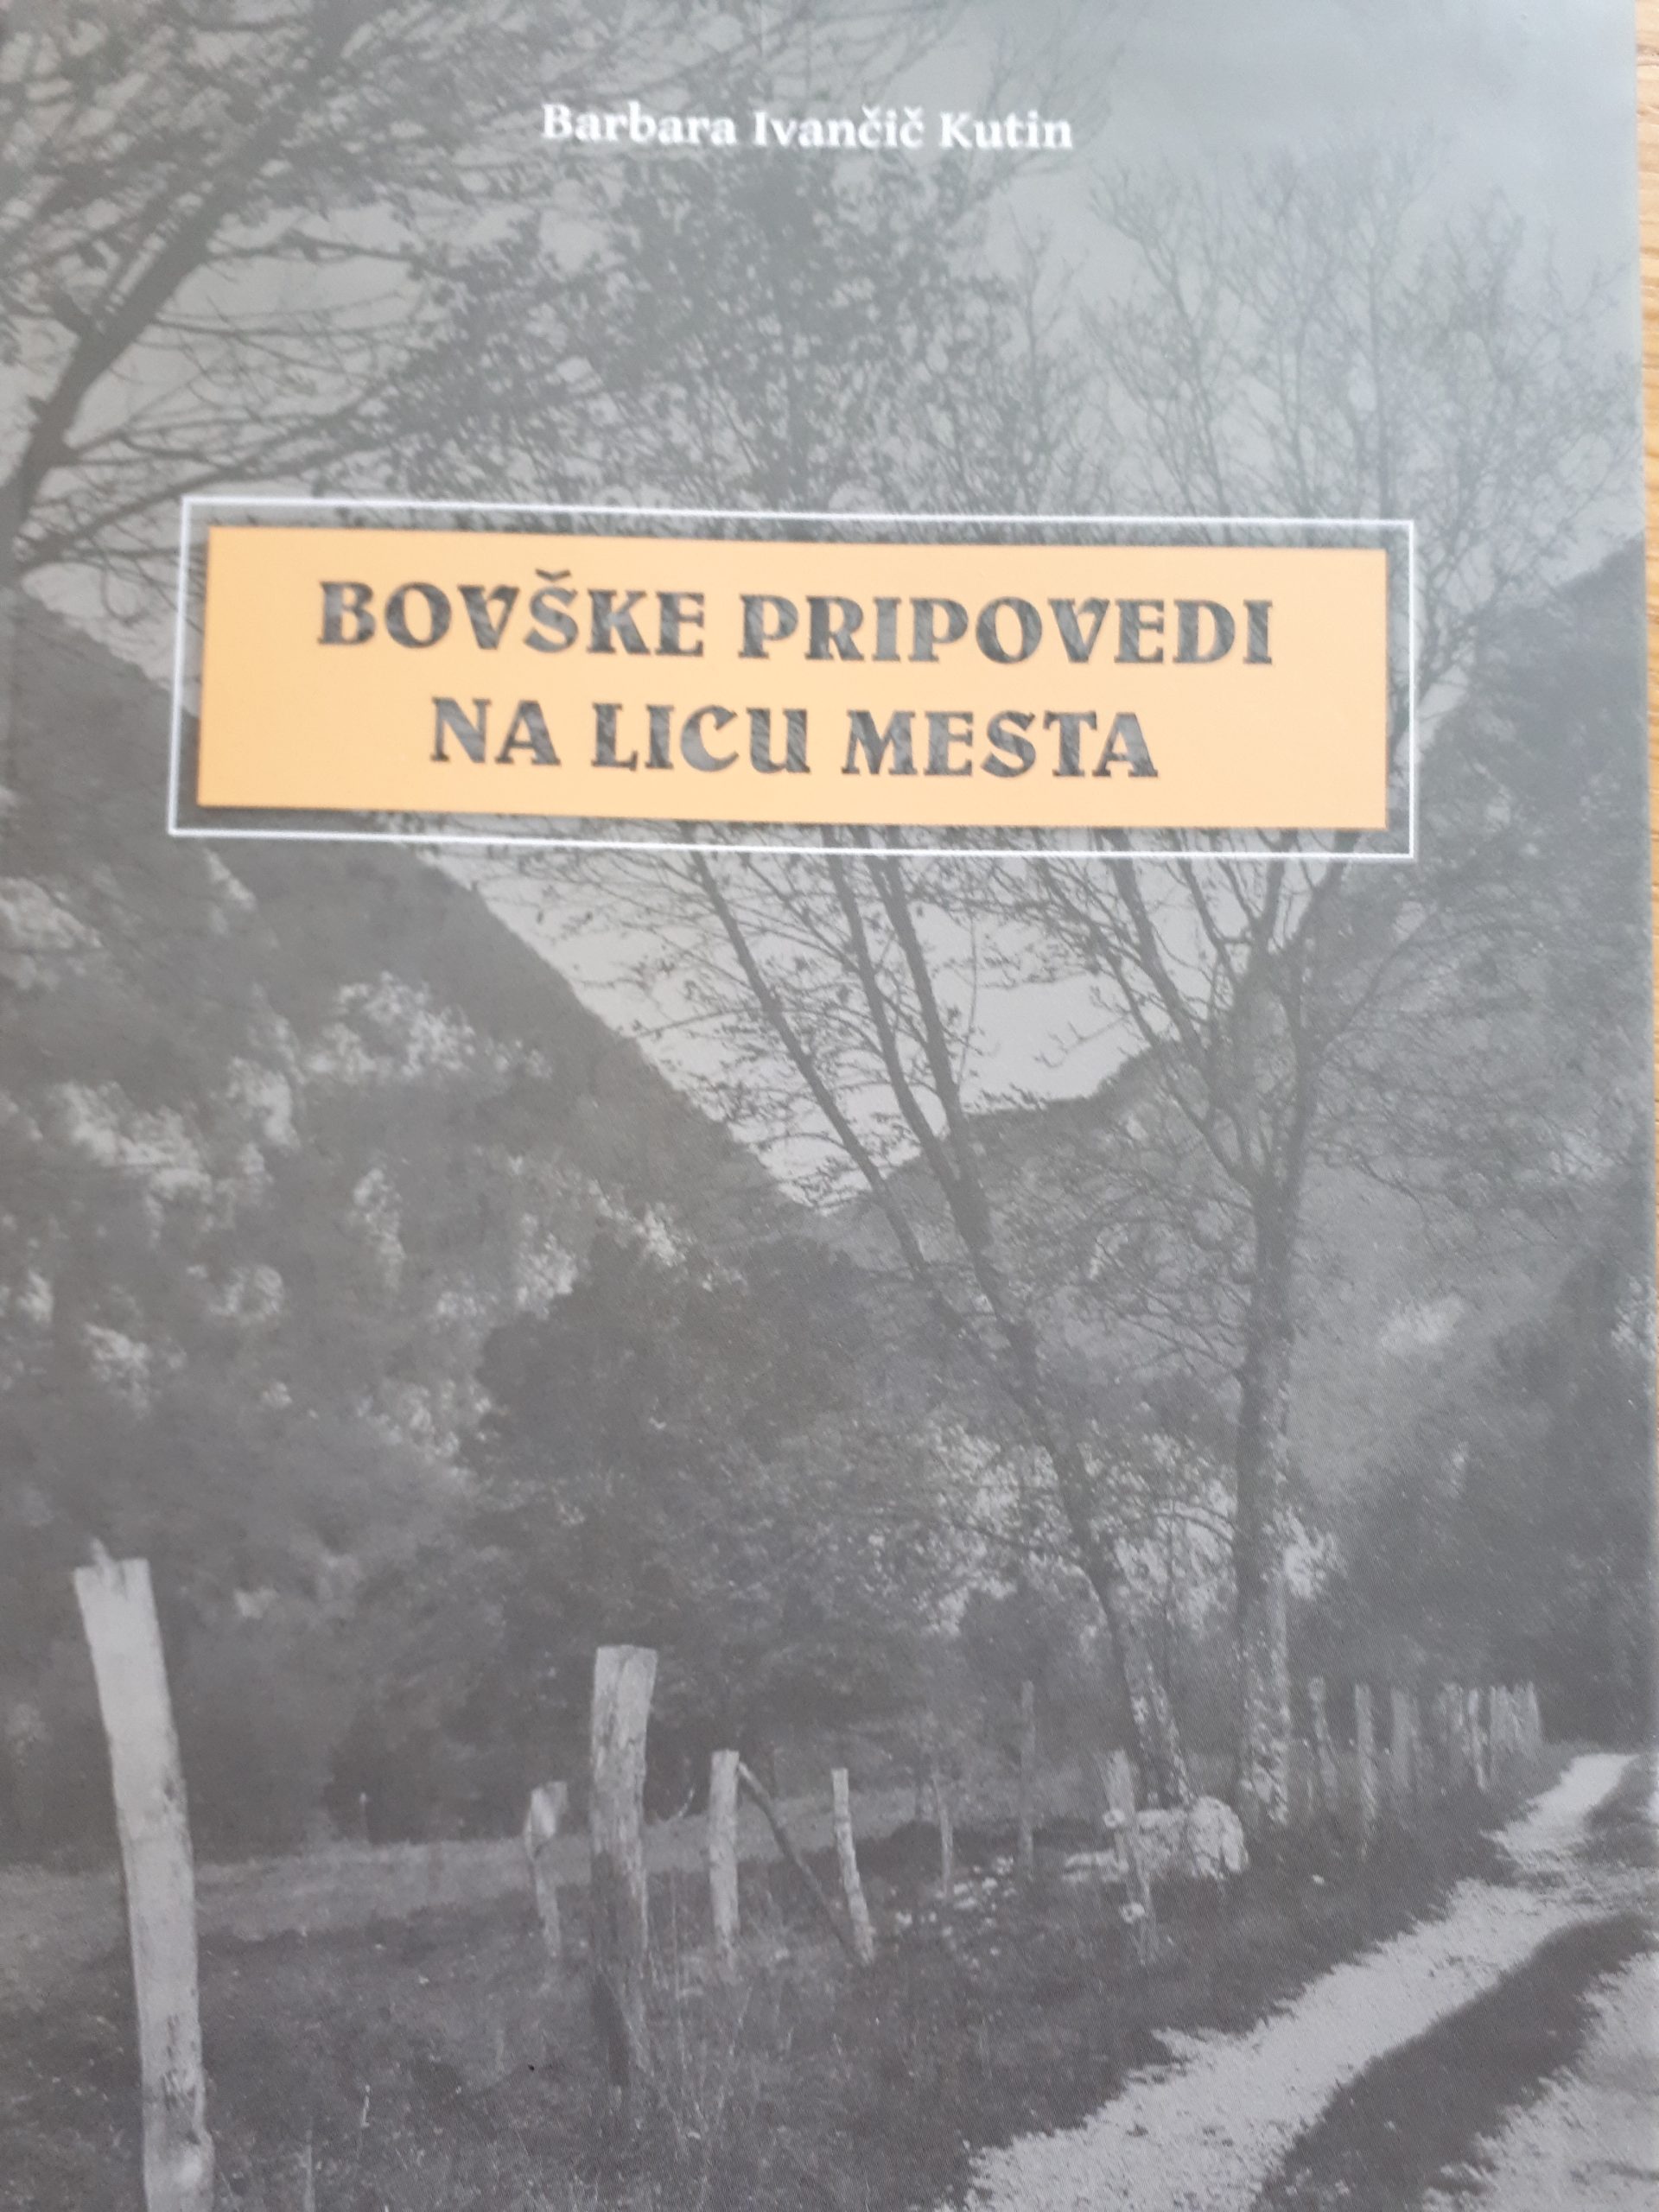 Barbara Ivančič Kutin
BOVŠKE PRIPOVEDI
NA LICU MESTA